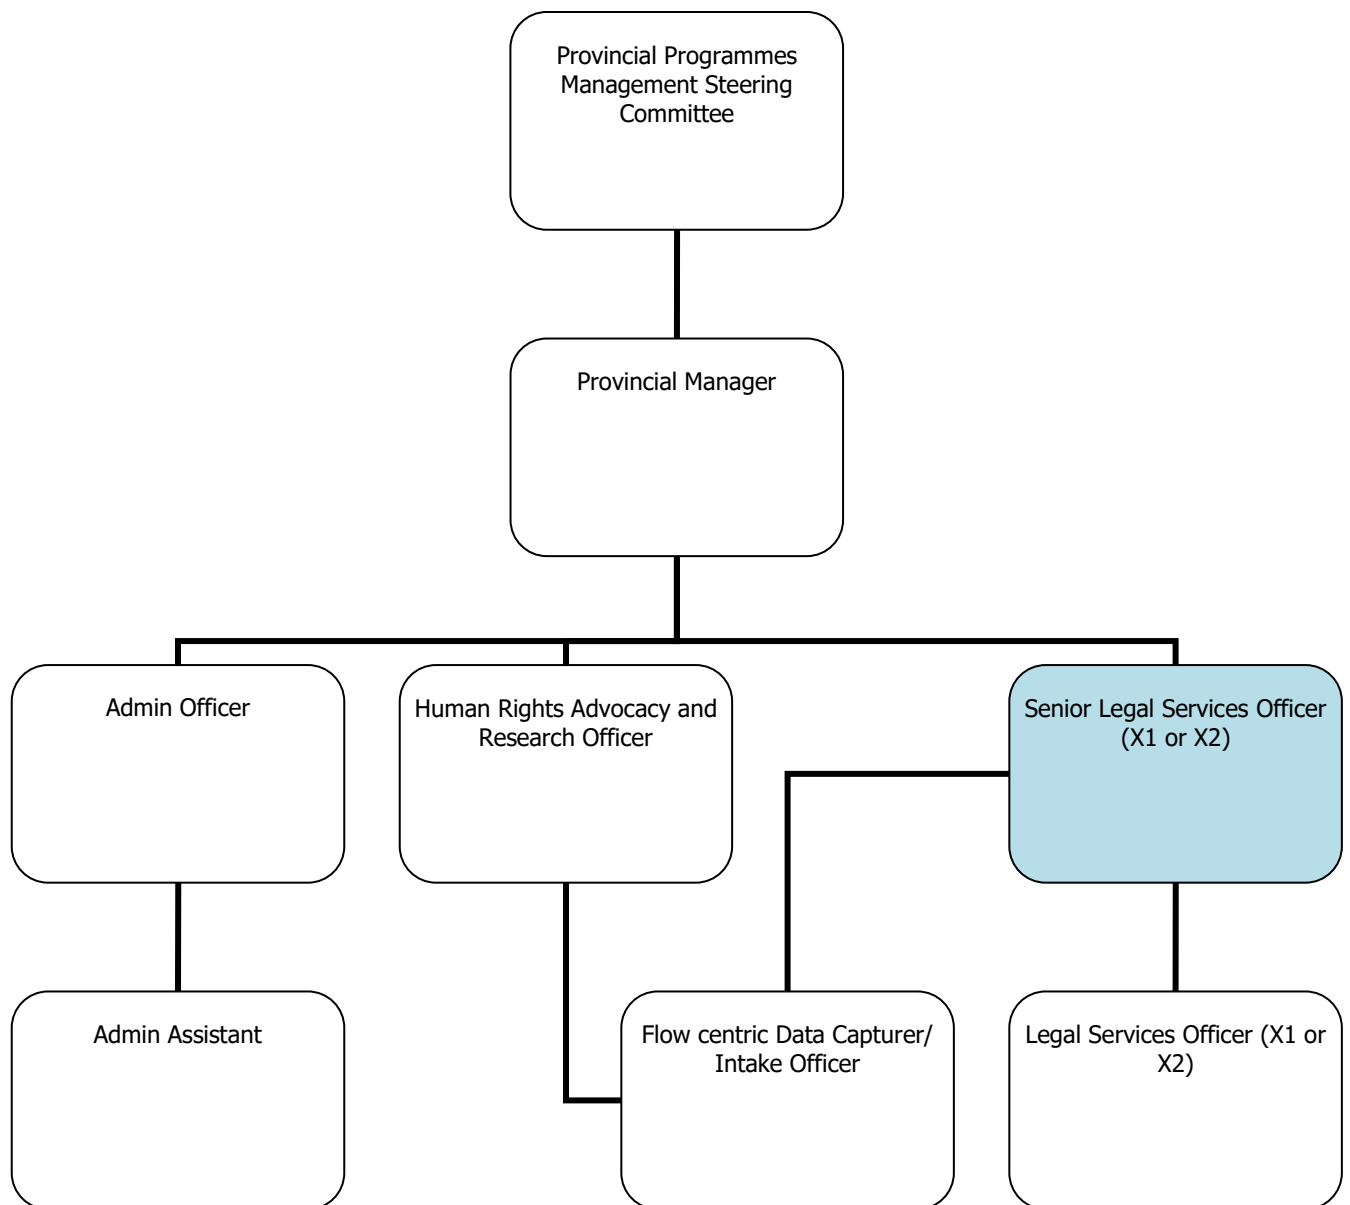 Provincial Programmes
Management Steering
Committee
Provincial Manager
Admin Officer
Human Rights Advocacy and
Research Officer
Senior Legal Services Officer
(X1 or X2)
Admin Assistant
Flow centric Data Capturer/
Intake Officer
Legal Services Officer (X1 or
X2)